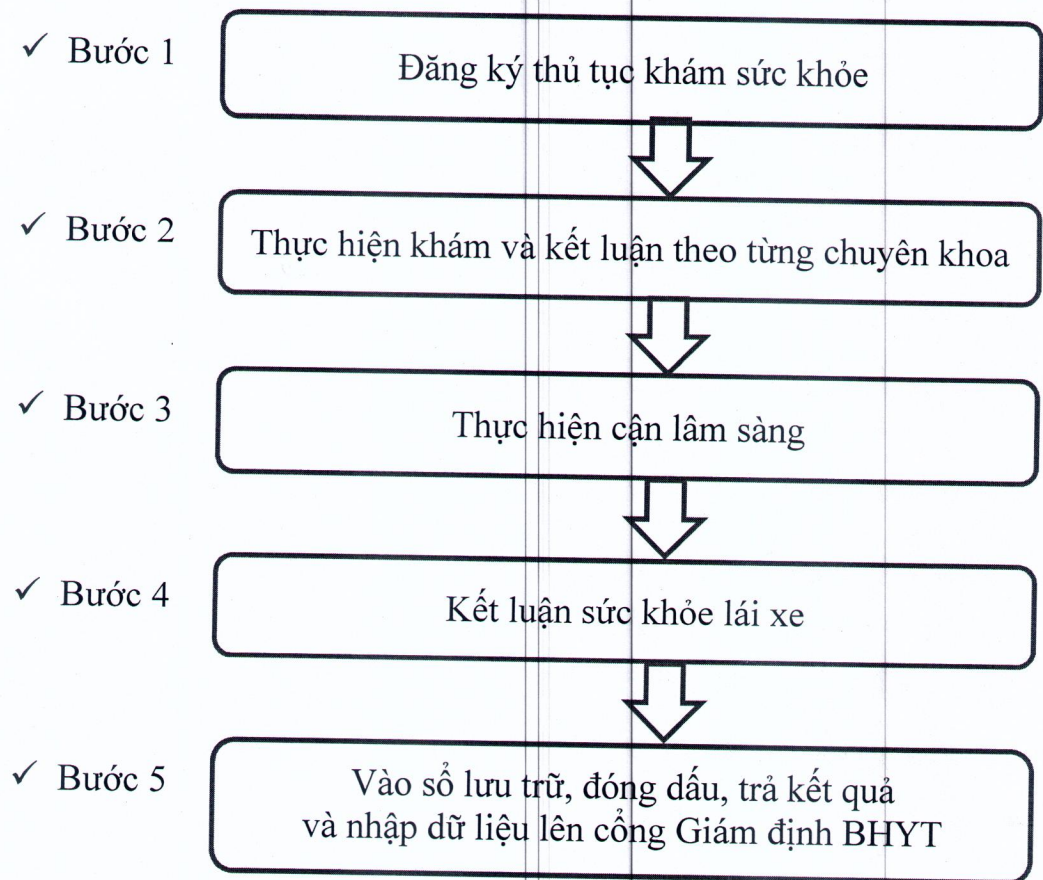 ✓ Bước 1
Đăng ký thủ tục khám sức khỏe
✓ Bước 2
Thực hiện khám và kết luận theo từng chuyên khoa
✓ Bước 3
Thực hiện cận lâm sàng
✓ Bước 4
Kết luận sức khỏe lái xe
✓ Bước 5
Vào sổ lưu trữ, đóng dấu, trả kết quả
và nhập dữ liệu lên cổng Giám định BHYT